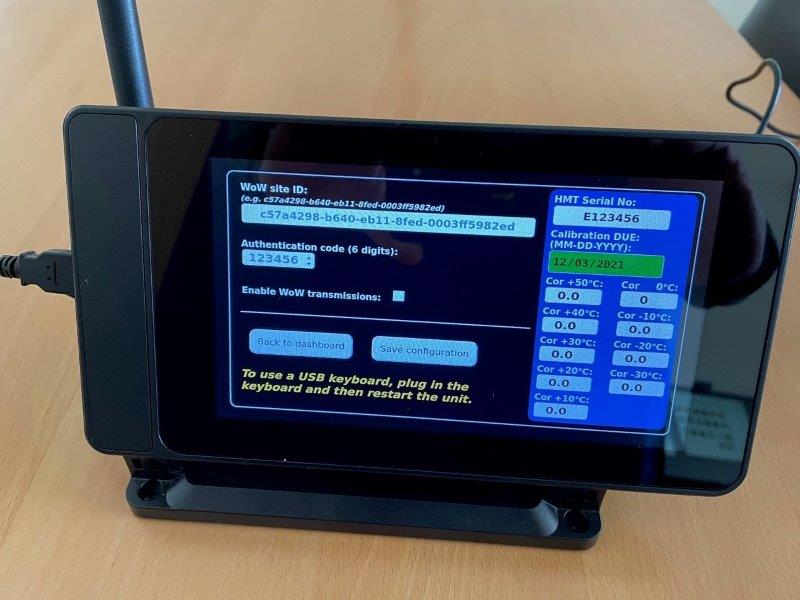 WoW site ID:
(e.g. c57a4298-b640-eb11-8fed-0003ff5982ed)
c57a4298-b640-eb11-8fed-0003ff5982ed
Authentication code (6 digits):
123456
Enable WoW transmissions:
Back to dashboard
Save configuration
To use a USB keyboard, plug in the
keyboard and then restart the unit.
HMT Serial No:
E123456
Calibration DUE:
(MM-DD-YYYY):
12/03/2021
Cor +50°C:
0.0
Cor 0°C:
0
Cor +40°C:
0.0
Cor -10°C:
0.0
Cor +30°C:
0.0
Cor -20°C:
0.0
Cor +20°C:
0.0
Cor -30°C:
0.0
Cor +10°C:
0.0